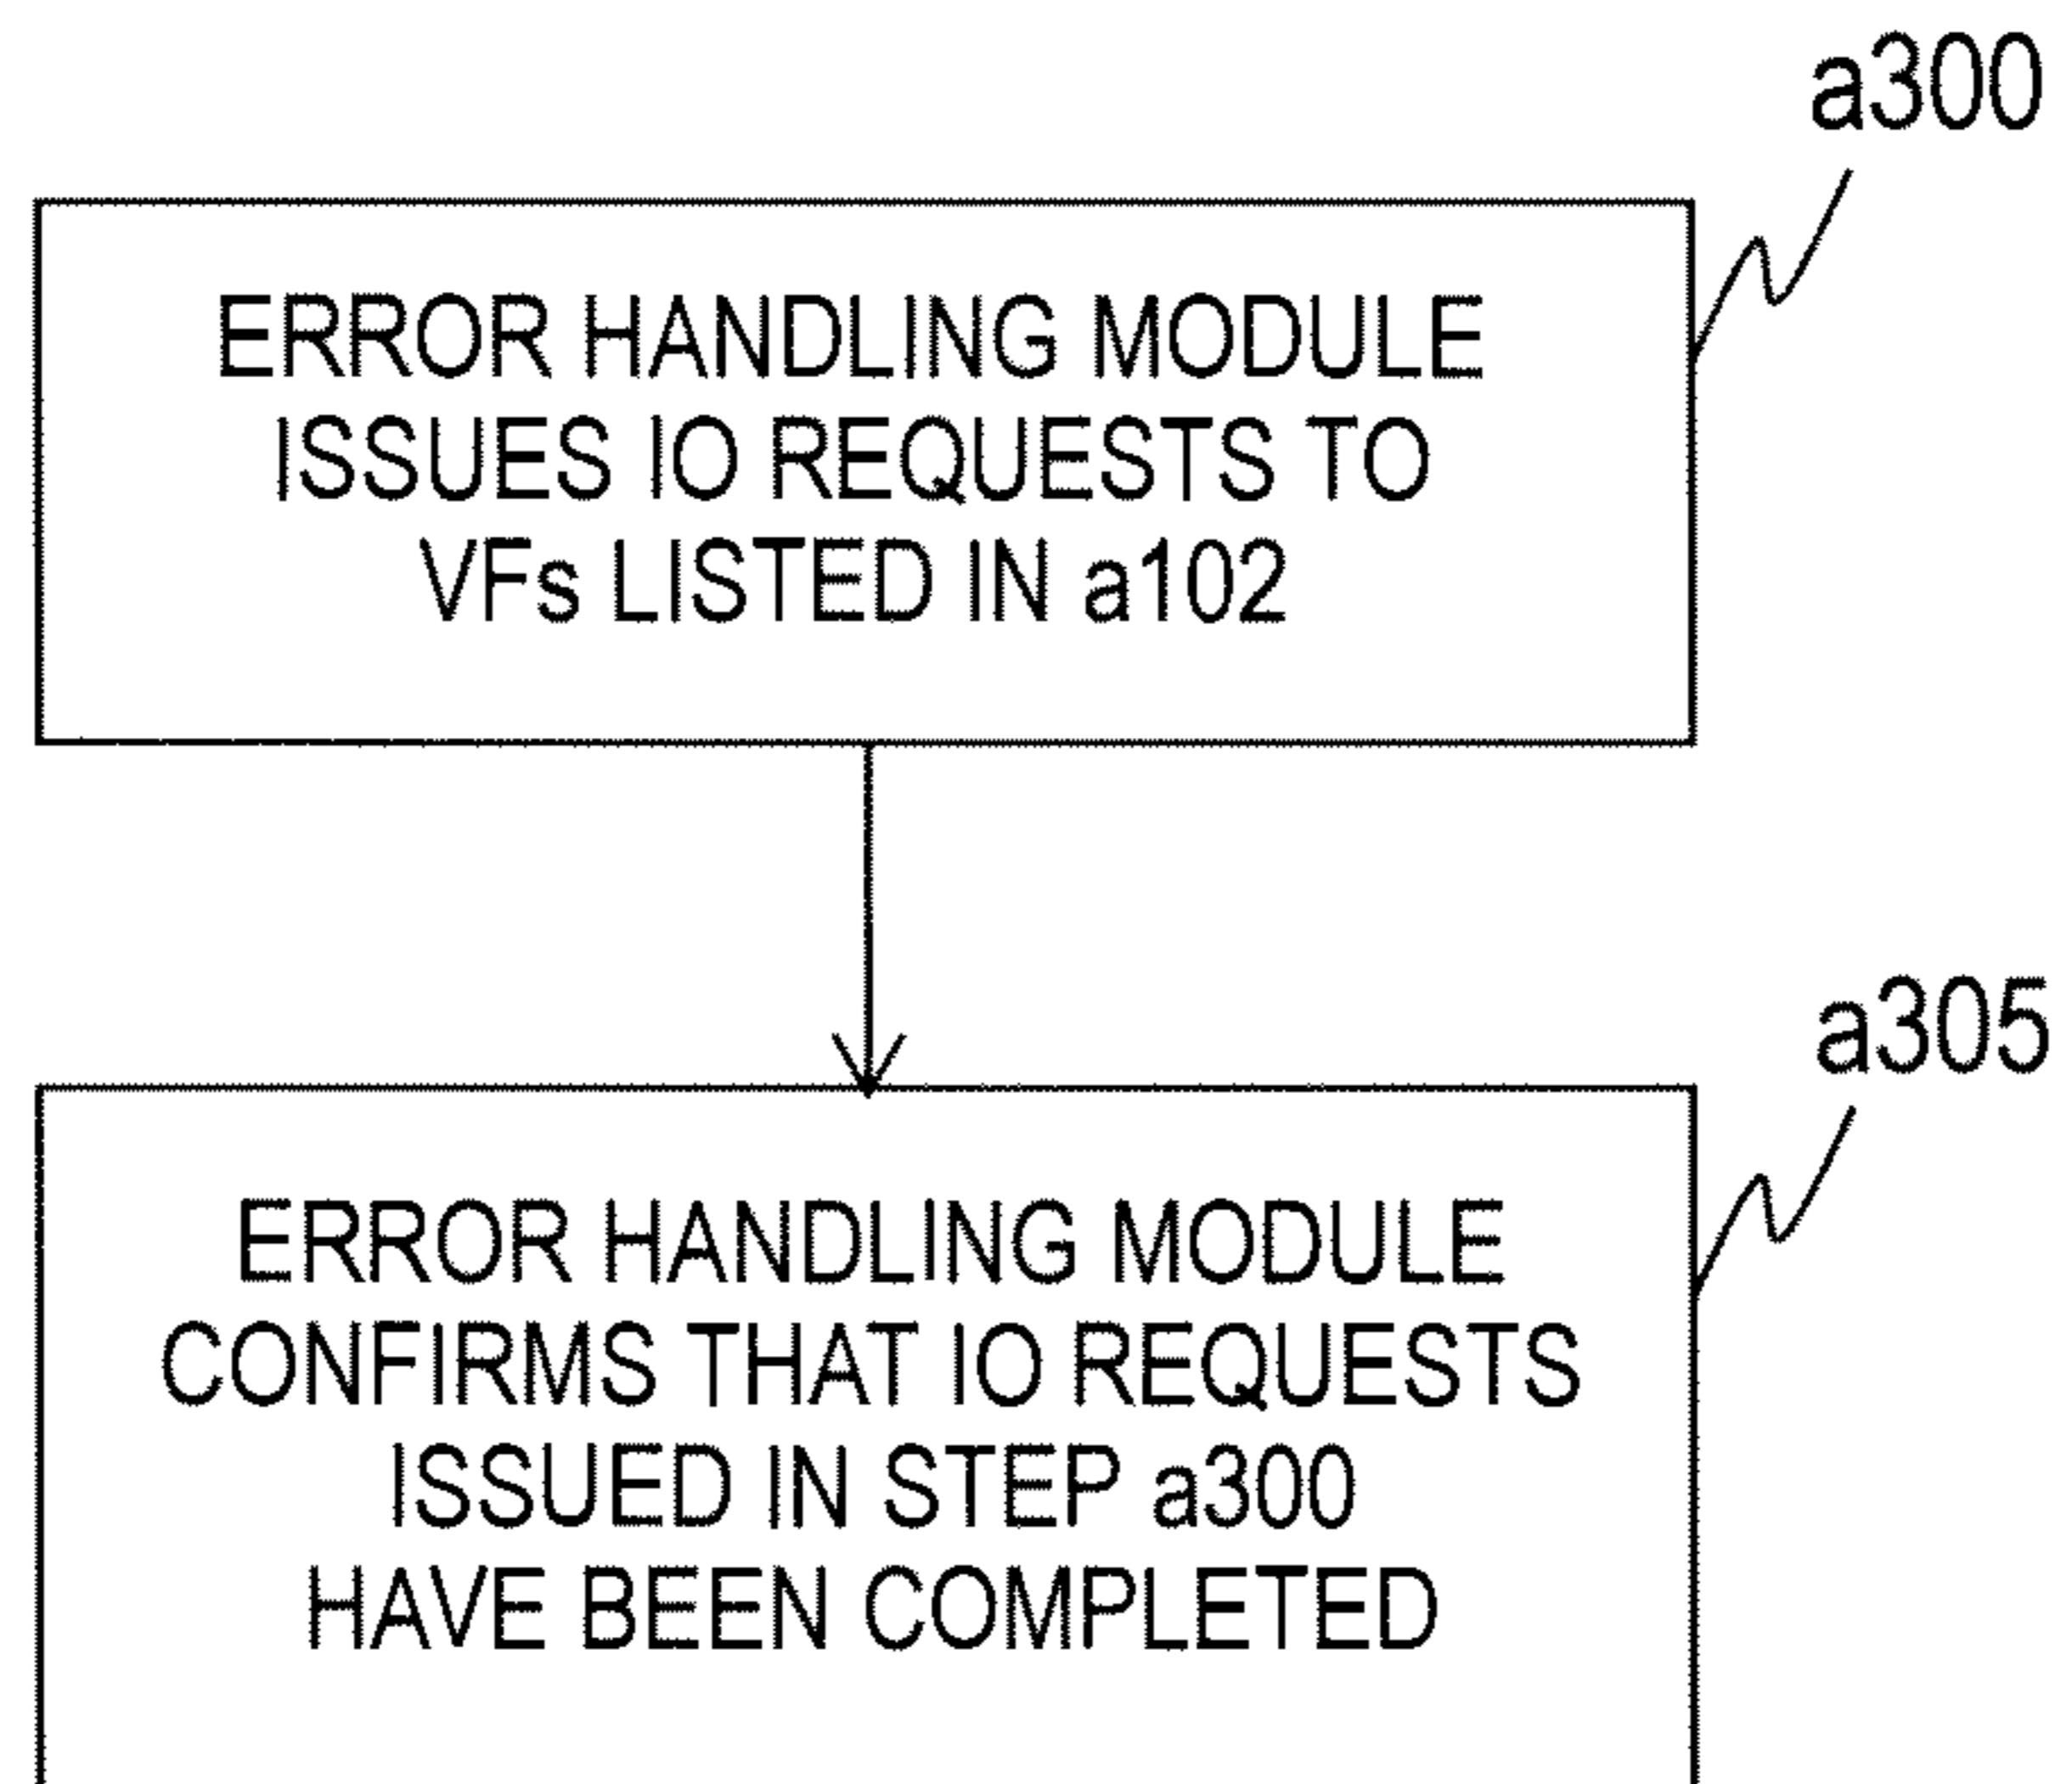 a300
ERROR HANDLING MODULE
ISSUES IO REQUESTS TO
VFs LISTED IN a102
a305
ERROR HANDLING MODULE
CONFIRMS THAT IO REQUESTS
ISSUED IN STEP a300
HAVE BEEN COMPLETED